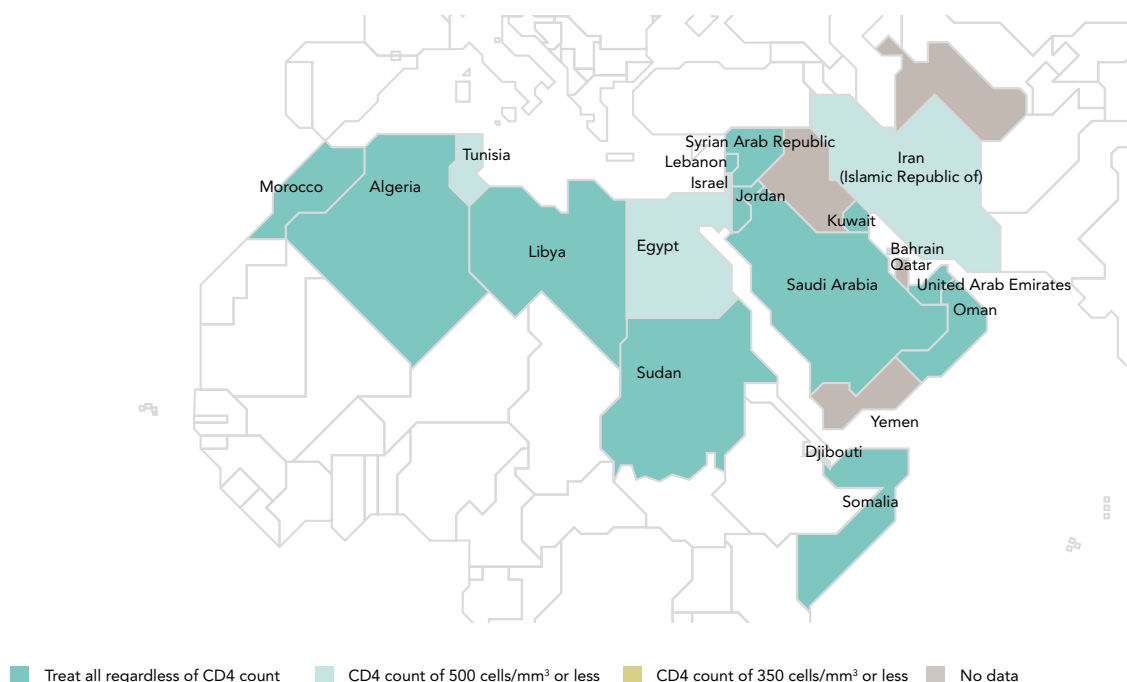 Syrian Arab Republic
Tunisia
Lebanon
Iran
(Islamic Republic of)
Israel
Morocco
Algeria
Jordan
Kuwait
Libya
Egypt
Bahrain
Qatar
Saudi Arabia
United Arab Emirates
Oman
Sudan
Yemen
Djibouti
Somalia
Treat all regardless of CD4 count
CD4 count of 500 cells/mm³ or less
CD4 count of 350 cells/mm³ or less
No data